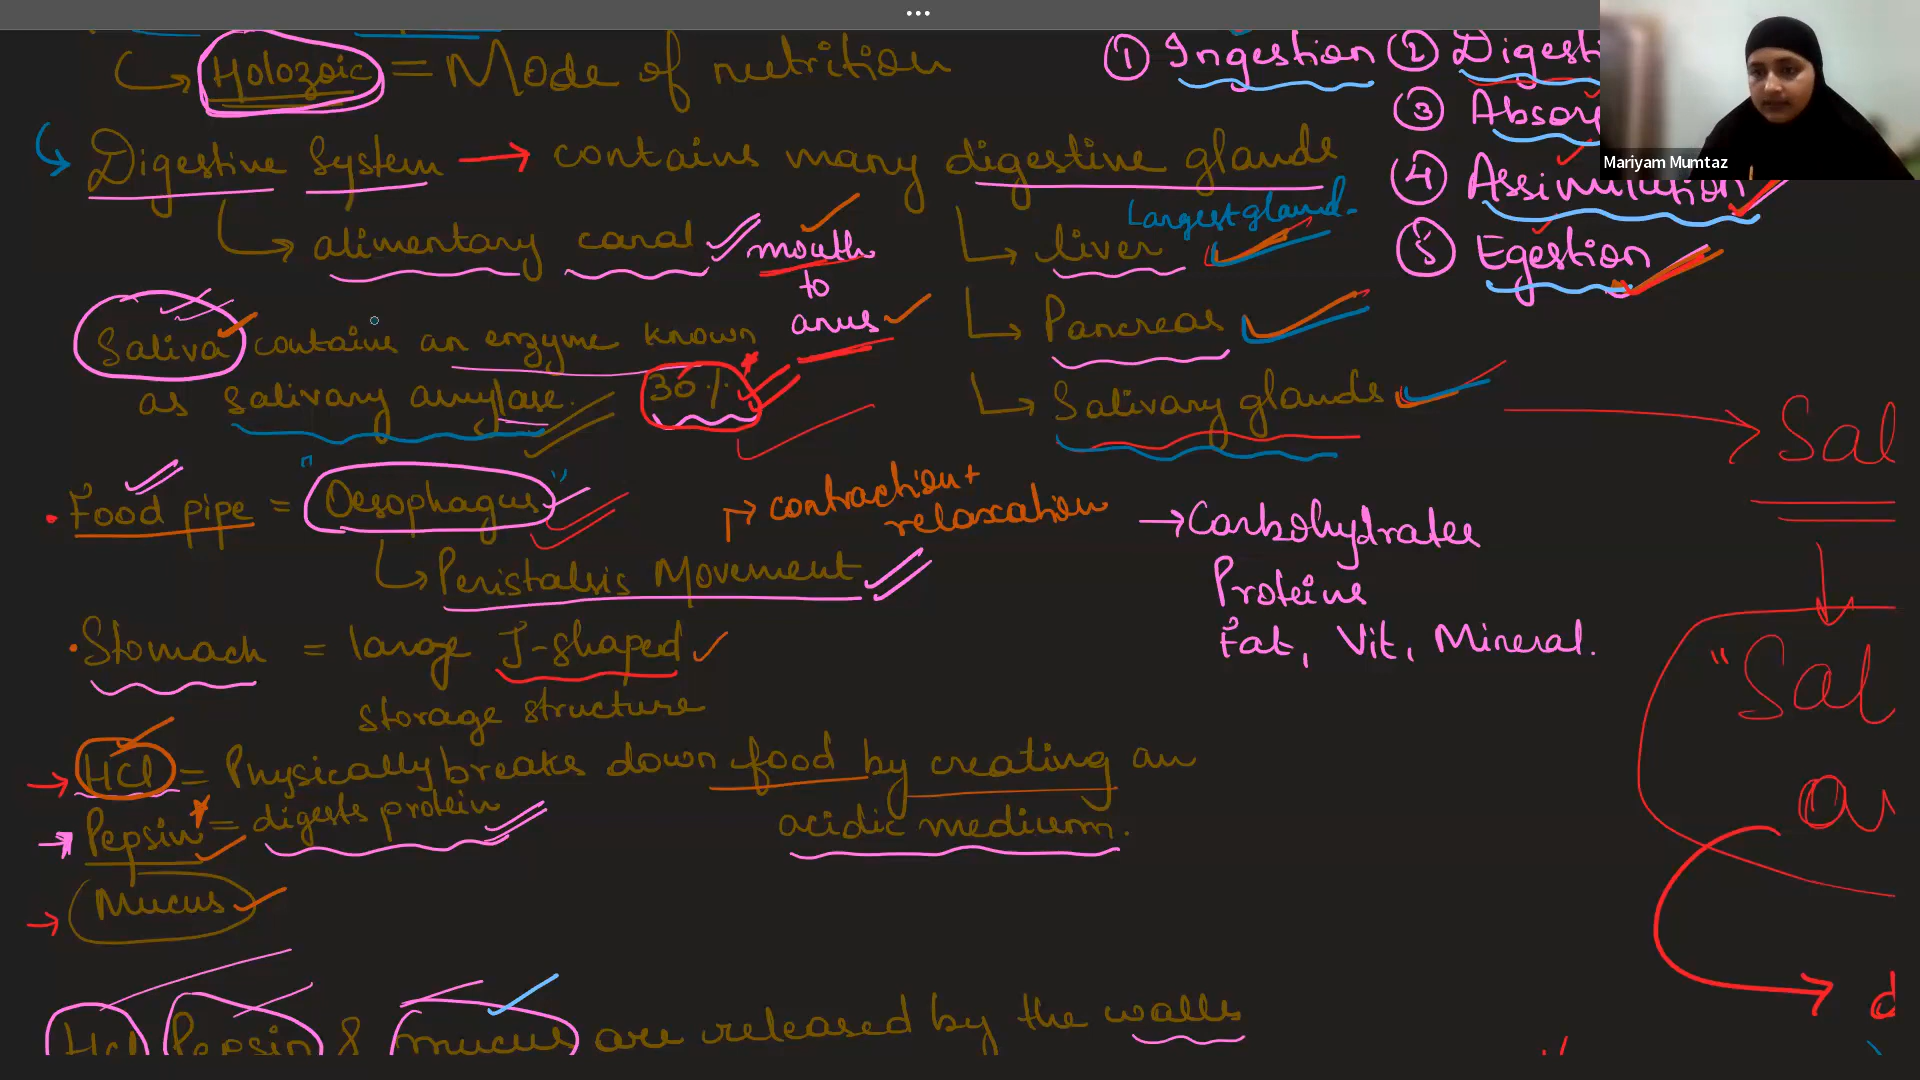 Holozoic = Mode of nutrition
① Ingestion ② Digesti
③ Absorp
④ Assimilation
⑤ Egestion
Mariyam Mumtaz
Digestive System → contains many digestive glands
alimentary canal mouth to anus
liver Largest gland.
Pancreas
Salivary glands
Saliva contains an enzyme known
as salivary amylase. 30%
Sal
• Food pipe = "Oesophagus"
Peristalsis Movement
contraction+
relaxation
→ Carbohydrates
Proteins
Fat, Vit, Mineral.
• Stomach = large J-shaped
storage structure
"Sal
→ HCl = Physically breaks down food by creating an
acidic medium.
→ Pepsin = digests protein
→ Mucus
HCl Pepsin & mucus are released by the walls